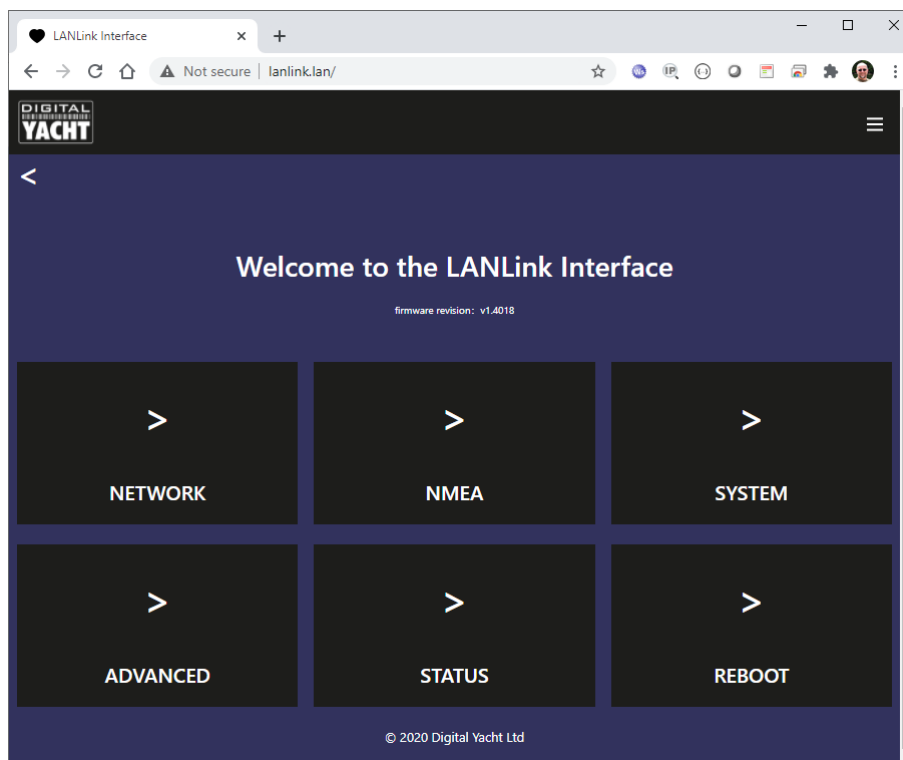 LANLink Interface
Not secure | lanlink.lan/
DIGITAL
YACHT
<
Welcome to the LANLink Interface
firmware revision: v1.4018
> > >
NETWORK NMEA SYSTEM
> > >
ADVANCED STATUS REBOOT
© 2020 Digital Yacht Ltd